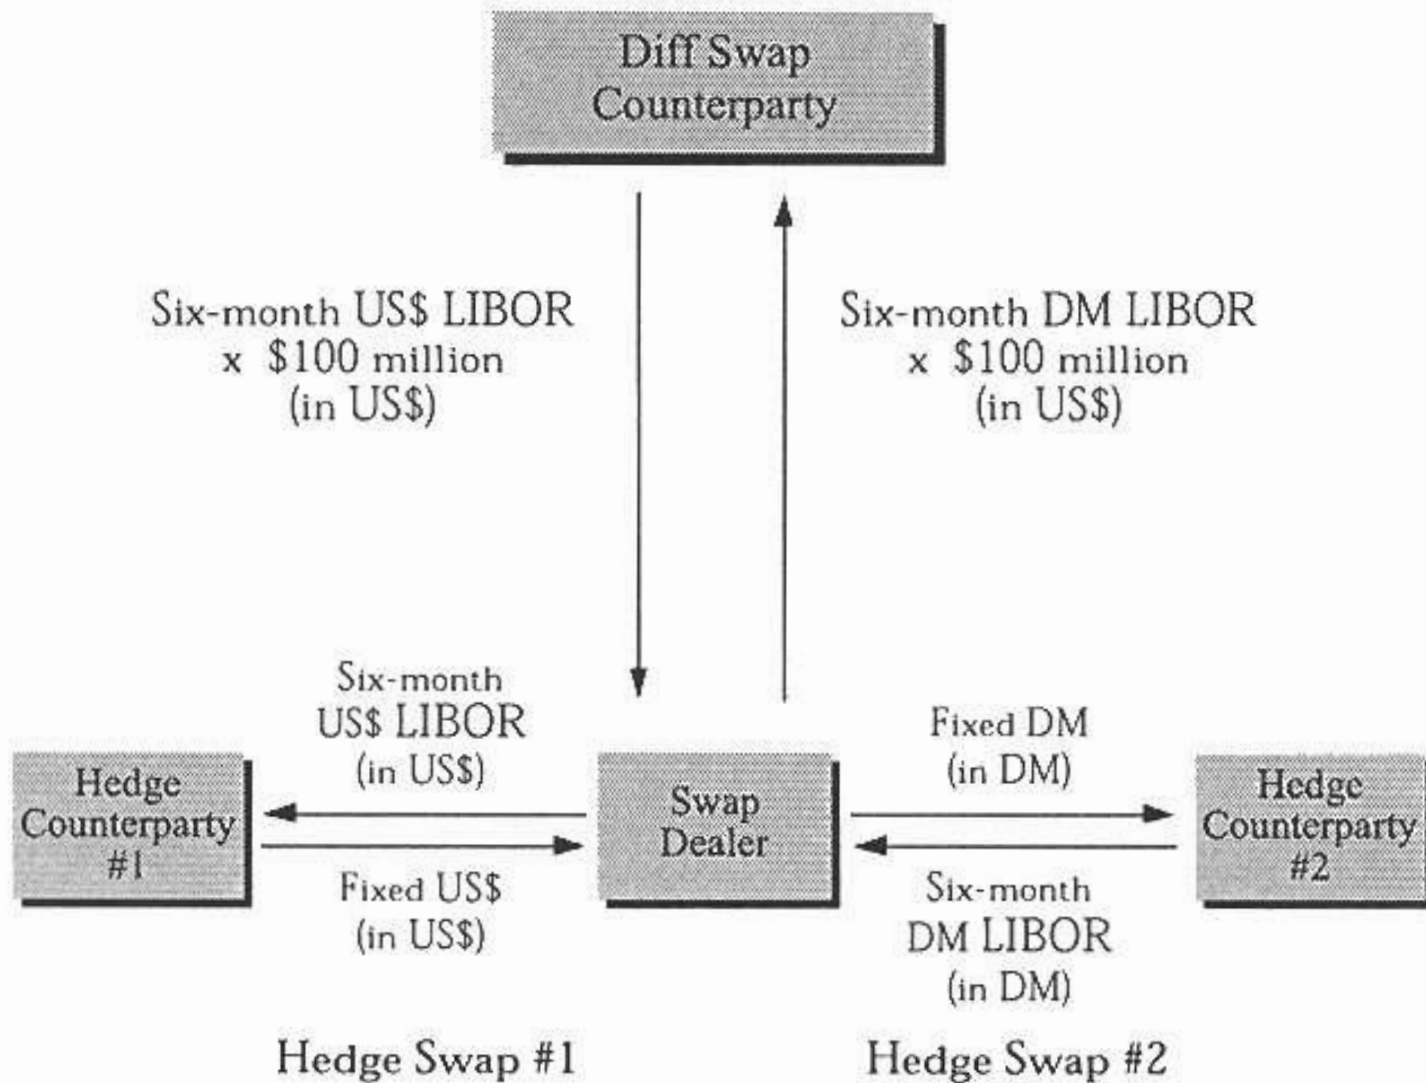 Diff Swap
Counterparty
Six-month US$ LIBOR
x $100 million
(in US$)
Six-month DM LIBOR
x $100 million
(in US$)
Six-month
US$ LIBOR
(in US$)
Fixed DM
(in DM)
Hedge
Counterparty
#1
Swap
Dealer
Hedge
Counterparty
#2
Fixed US$
(in US$)
Six-month
DM LIBOR
(in DM)
Hedge Swap #1
Hedge Swap #2